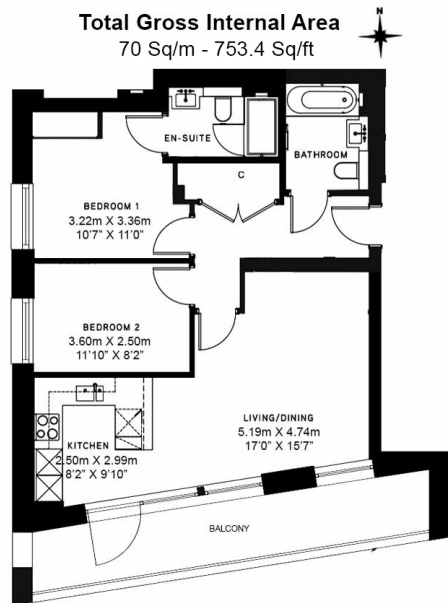 Total Gross Internal Area
70 Sq/m - 753.4 Sq/ft
N
EN-SUITE
BATHROOM
C
BEDROOM 1
3.22m X 3.36m
10'7" X 11'0"
BEDROOM 2
3.60m X 2.50m
11'10" X 8'2"
LIVING/DINING
5.19m X 4.74m
17'0" X 15'7"
KITCHEN
2.50m X 2.99m
8'2" X 9'10"
BALCONY